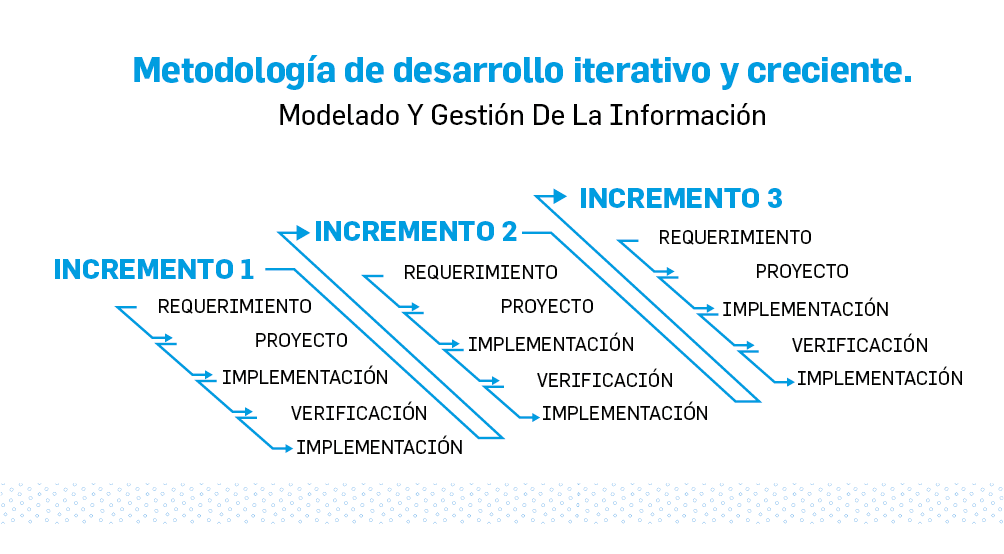 Metodología de desarrollo iterativo y creciente.
Modelado Y Gestión De La Información
INCREMENTO 1
REQUERIMIENTO
PROYECTO
IMPLEMENTACIÓN
VERIFICACIÓN
IMPLEMENTACIÓN
INCREMENTO 2
REQUERIMIENTO
PROYECTO
IMPLEMENTACIÓN
VERIFICACIÓN
IMPLEMENTACIÓN
INCREMENTO 3
REQUERIMIENTO
PROYECTO
IMPLEMENTACIÓN
VERIFICACIÓN
IMPLEMENTACIÓN